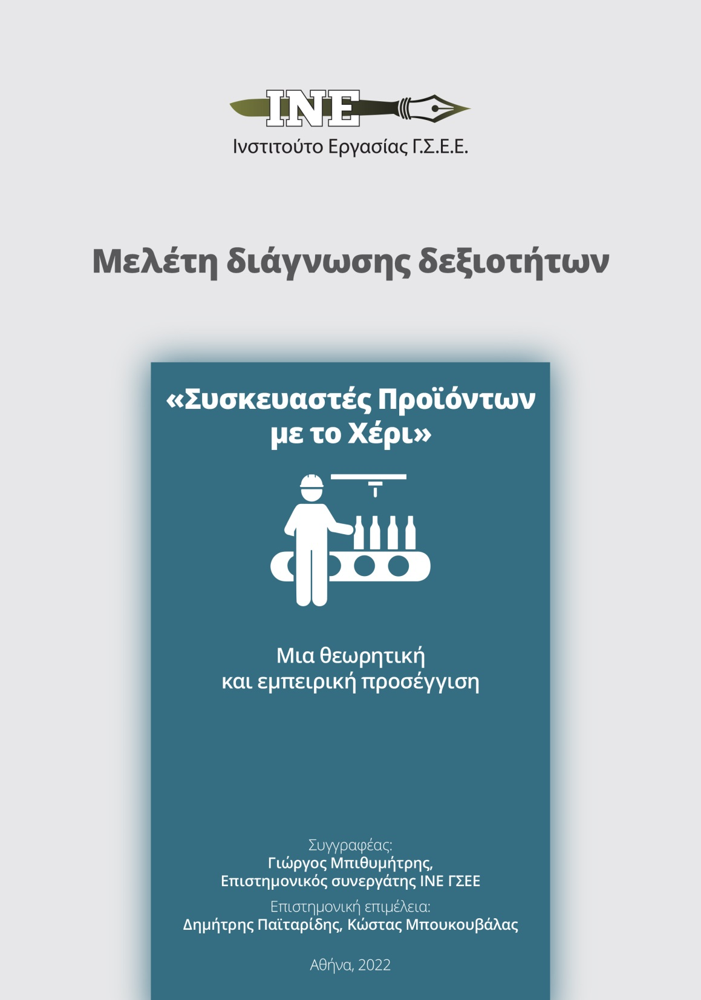 ΙΝΕ
Ινστιτούτο Εργασίας Γ.Σ.Ε.Ε.
Μελέτη διάγνωσης δεξιοτήτων
«Συσκευαστές Προϊόντων
με το Χέρι»
Μια θεωρητική
και εμπειρική προσέγγιση
Συγγραφέας:
Γιώργος Μπιθυμήτρης,
Επιστημονικός συνεργάτης ΙΝΕ ΓΣΕΕ
Επιστημονική επιμέλεια:
Δημήτρης Παϊταρίδης, Κώστας Μπουκουβάλας
Αθήνα, 2022